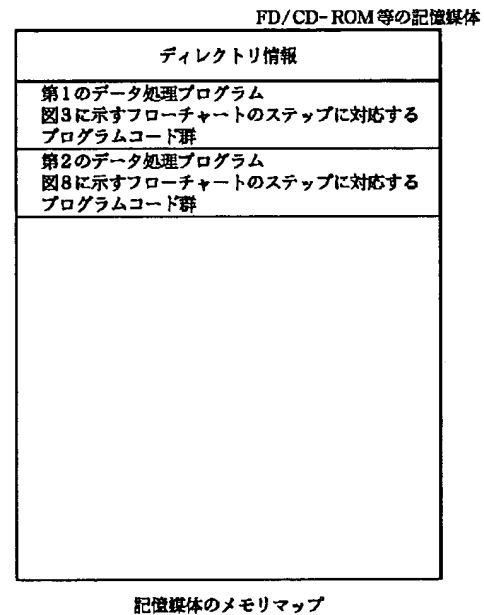 FD/CD-ROM等の記憶媒体
ディレクトリ情報
第1のデータ処理プログラム
図3に示すフローチャートのステップに対応する
プログラムコード群
第2のデータ処理プログラム
図8に示すフローチャートのステップに対応する
プログラムコード群
記憶媒体のメモリマップ